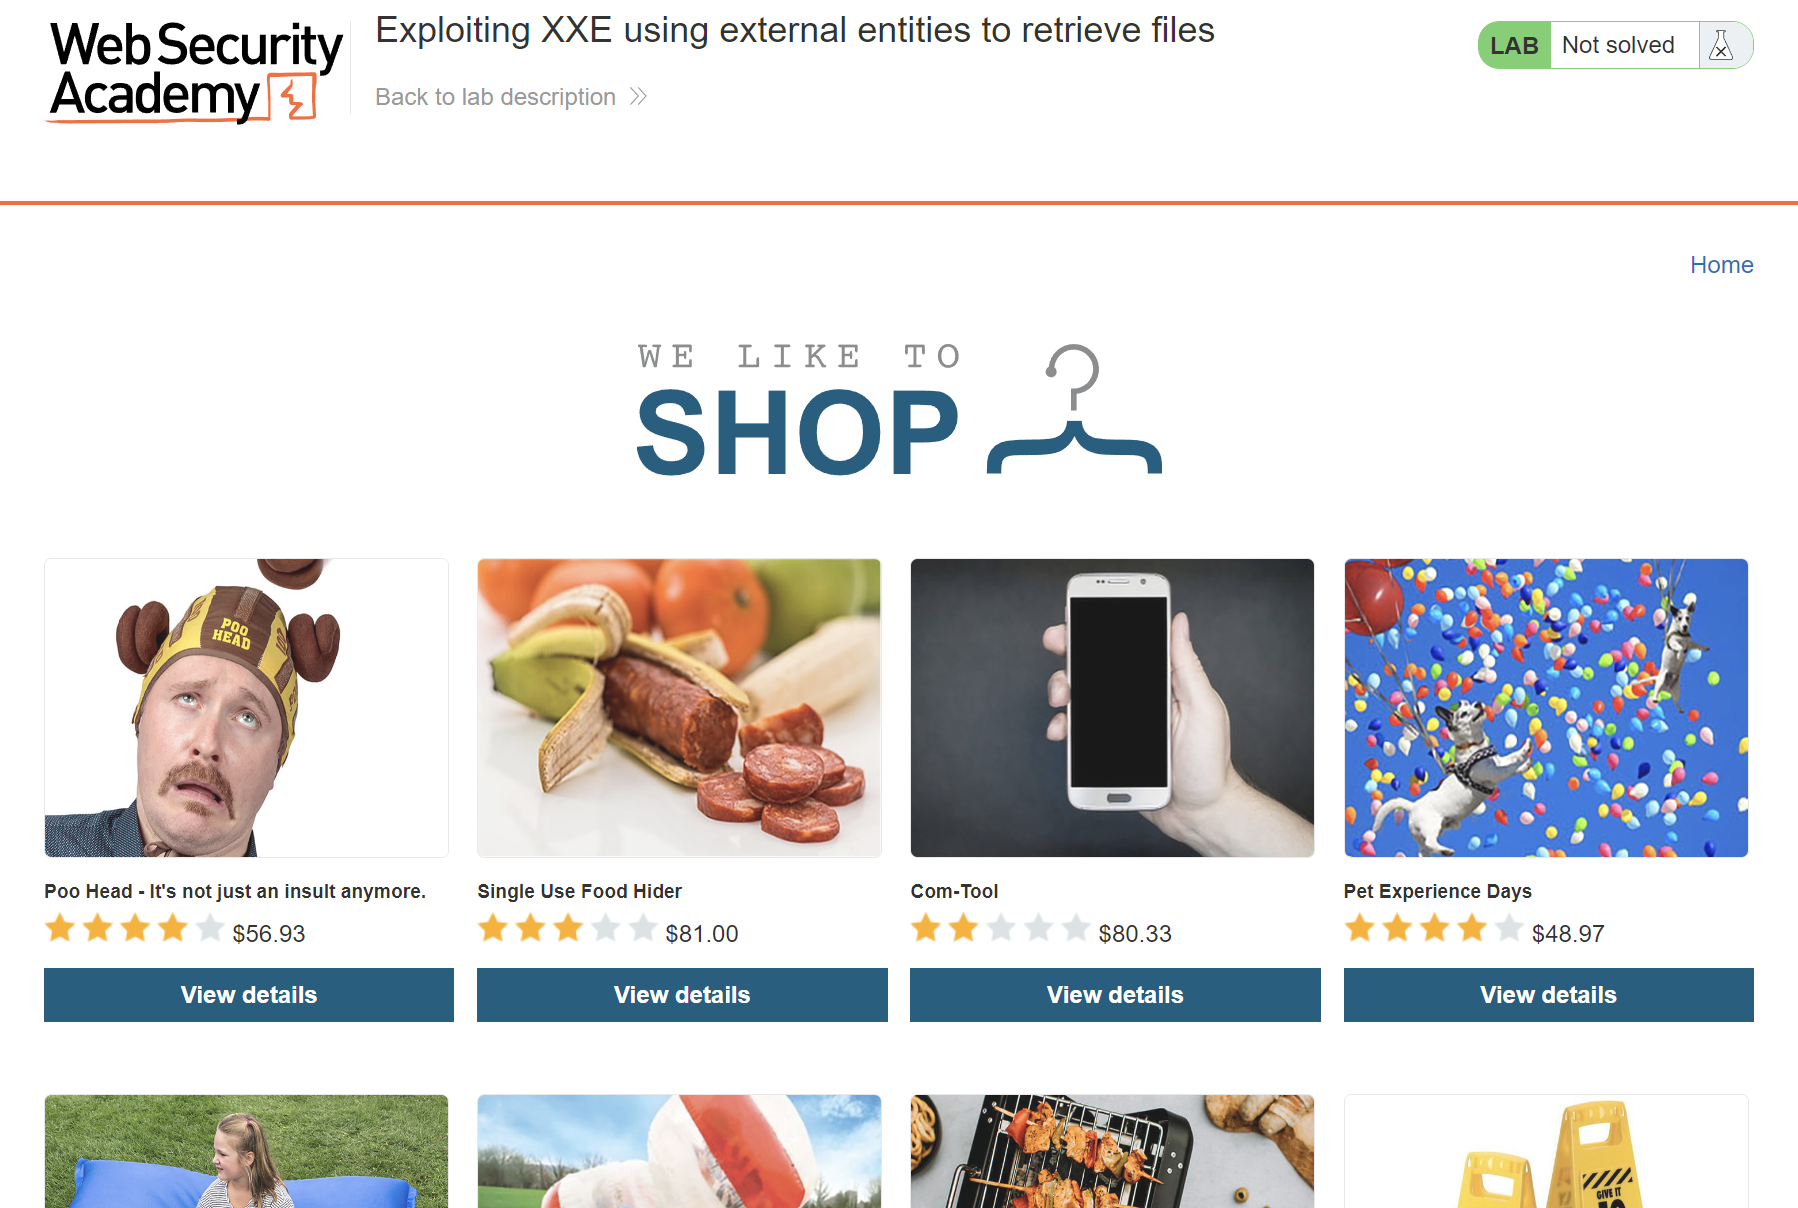 Web Security
Academy
Exploiting XXE using external entities to retrieve files
Back to lab description
LAB
Not solved
Home
WE LIKE TO
SHOP
POO
HEAD
Poo Head - It's not just an insult anymore.
$56.93
View details
Single Use Food Hider
$81.00
View details
Com-Tool
$80.33
View details
Pet Experience Days
$48.97
View details
GIVE IT